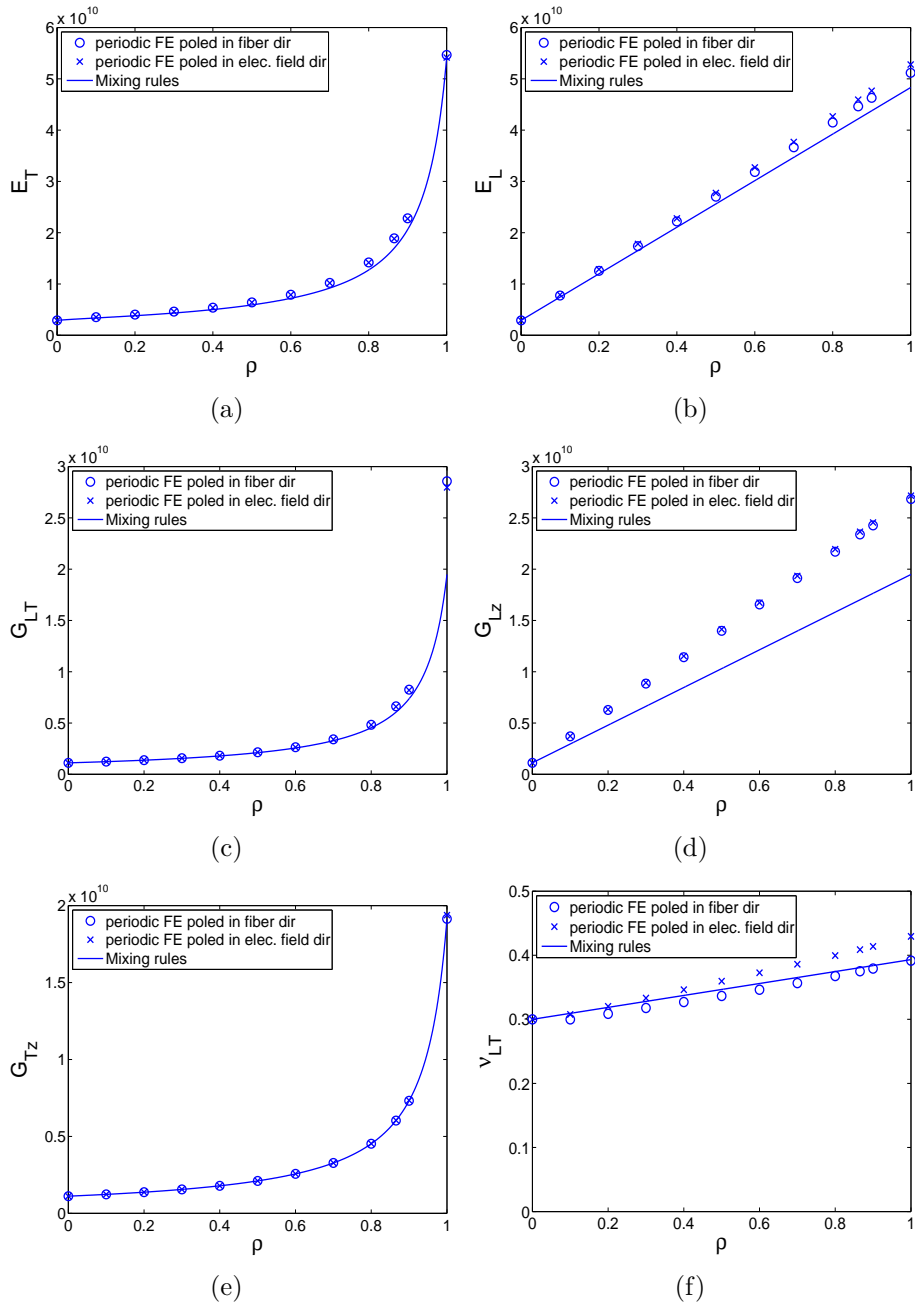 x 10^10
periodic FE poled in fiber dir
periodic FE poled in elec. field dir
Mixing rules
6
5
4
3
2
1
0
E_T
0 0.2 0.4 0.6 0.8 1
ρ
(a)
x 10^10
periodic FE poled in fiber dir
periodic FE poled in elec. field dir
Mixing rules
6
5
4
3
2
1
0
E_L
0 0.2 0.4 0.6 0.8 1
ρ
(b)
x 10^10
periodic FE poled in fiber dir
periodic FE poled in elec. field dir
Mixing rules
3
2.5
2
1.5
1
0.5
0
G_LT
0 0.2 0.4 0.6 0.8 1
ρ
(c)
x 10^10
periodic FE poled in fiber dir
periodic FE poled in elec. field dir
Mixing rules
3
2.5
2
1.5
1
0.5
0
G_Lz
0 0.2 0.4 0.6 0.8 1
ρ
(d)
x 10^10
periodic FE poled in fiber dir
periodic FE poled in elec. field dir
Mixing rules
2
1.5
1
0.5
0
G_Tz
0 0.2 0.4 0.6 0.8 1
ρ
(e)
periodic FE poled in fiber dir
periodic FE poled in elec. field dir
Mixing rules
0.5
0.4
0.3
0.2
0.1
0
ν_LT
0 0.2 0.4 0.6 0.8 1
ρ
(f)